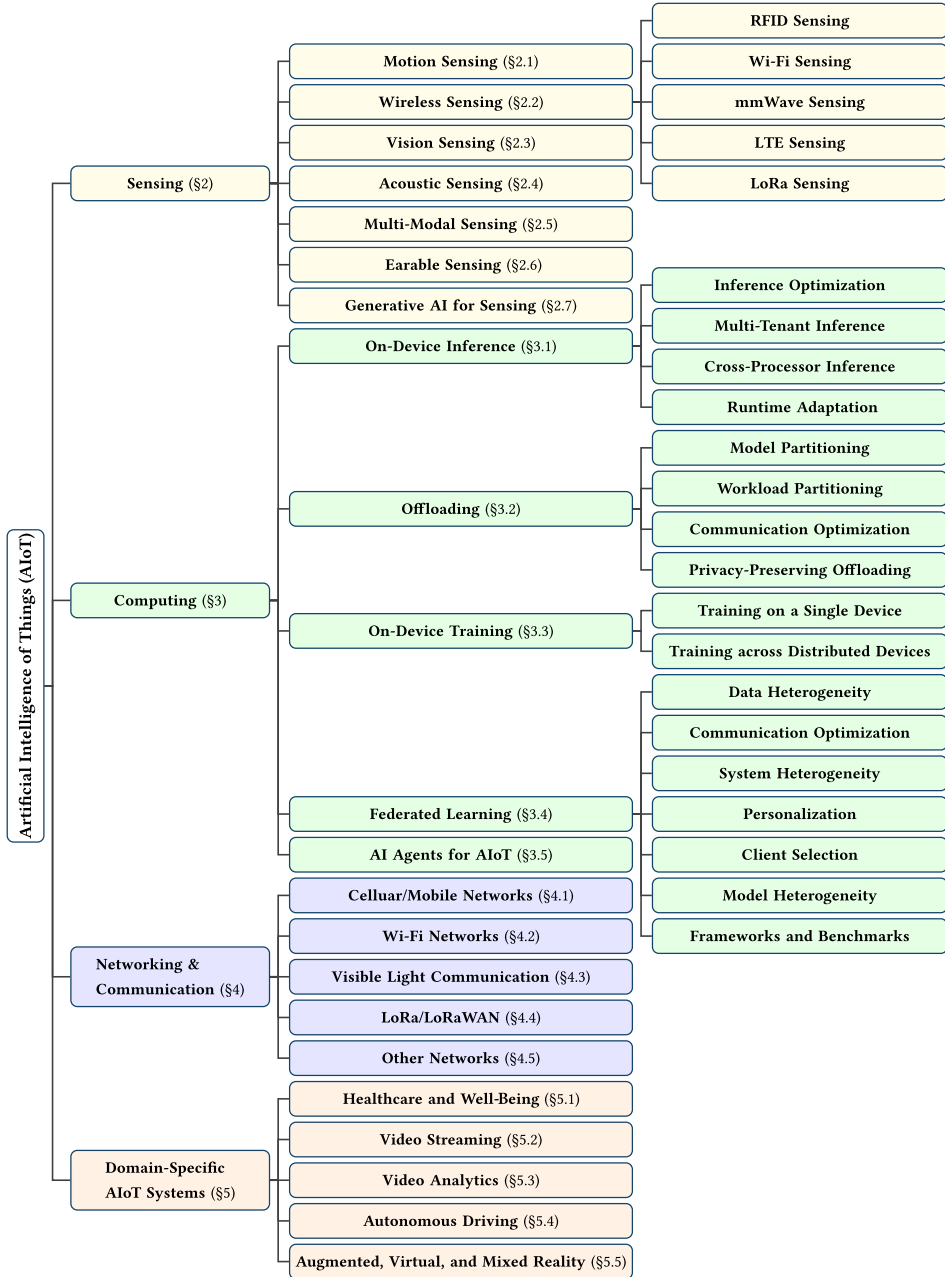 Artificial Intelligence of Things (AIoT)
Sensing (§2)
Motion Sensing (§2.1)
Wireless Sensing (§2.2)
RFID Sensing
Wi-Fi Sensing
mmWave Sensing
LTE Sensing
LoRa Sensing
Vision Sensing (§2.3)
Acoustic Sensing (§2.4)
Multi-Modal Sensing (§2.5)
Earable Sensing (§2.6)
Generative AI for Sensing (§2.7)
Computing (§3)
On-Device Inference (§3.1)
Inference Optimization
Multi-Tenant Inference
Cross-Processor Inference
Runtime Adaptation
Offloading (§3.2)
Model Partitioning
Workload Partitioning
Communication Optimization
Privacy-Preserving Offloading
On-Device Training (§3.3)
Training on a Single Device
Training across Distributed Devices
Federated Learning (§3.4)
Data Heterogeneity
Communication Optimization
System Heterogeneity
Personalization
Client Selection
Model Heterogeneity
Frameworks and Benchmarks
AI Agents for AIoT (§3.5)
Networking &
Communication (§4)
Celluar/Mobile Networks (§4.1)
Wi-Fi Networks (§4.2)
Visible Light Communication (§4.3)
LoRa/LoRaWAN (§4.4)
Other Networks (§4.5)
Domain-Specific
AIoT Systems (§5)
Healthcare and Well-Being (§5.1)
Video Streaming (§5.2)
Video Analytics (§5.3)
Autonomous Driving (§5.4)
Augmented, Virtual, and Mixed Reality (§5.5)